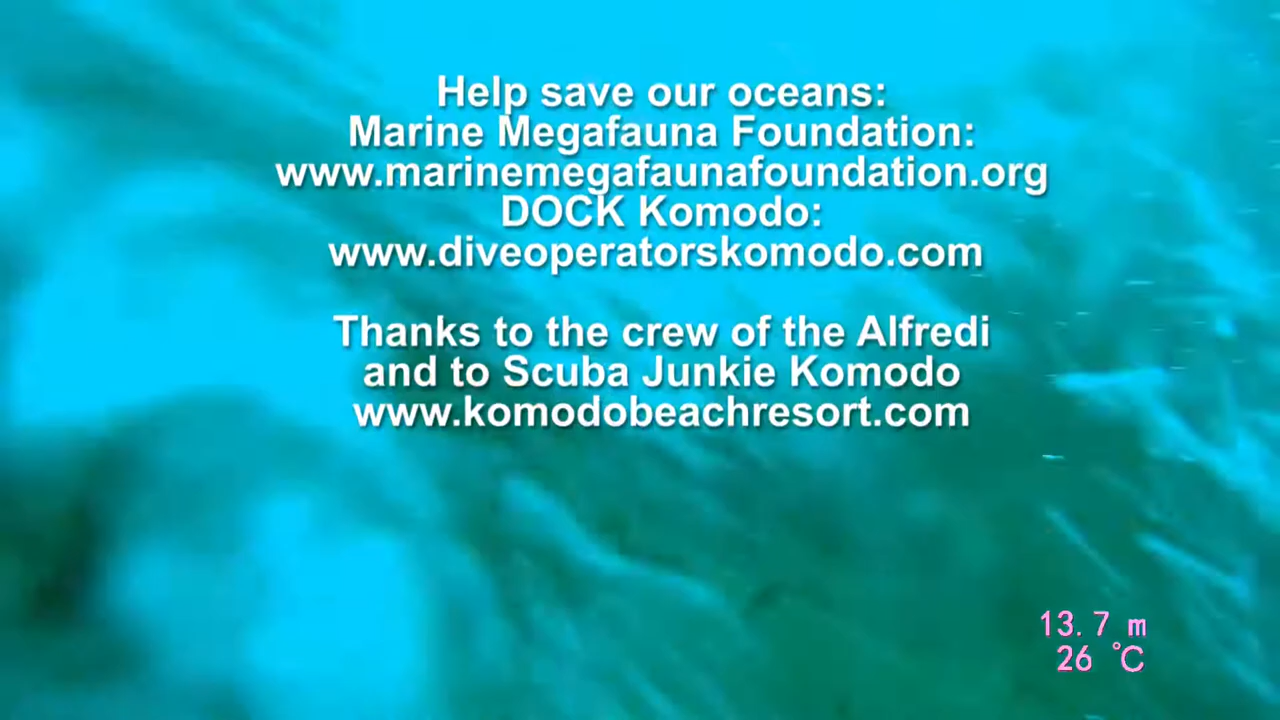 Help save our oceans:
Marine Megafauna Foundation:
www.marinemegafaunafoundation.org
DOCK Komodo:
www.diveoperatorskomodo.com
Thanks to the crew of the Alfredi
and to Scuba Junkie Komodo
www.komodobeachresort.com
13.7 m
26 °C